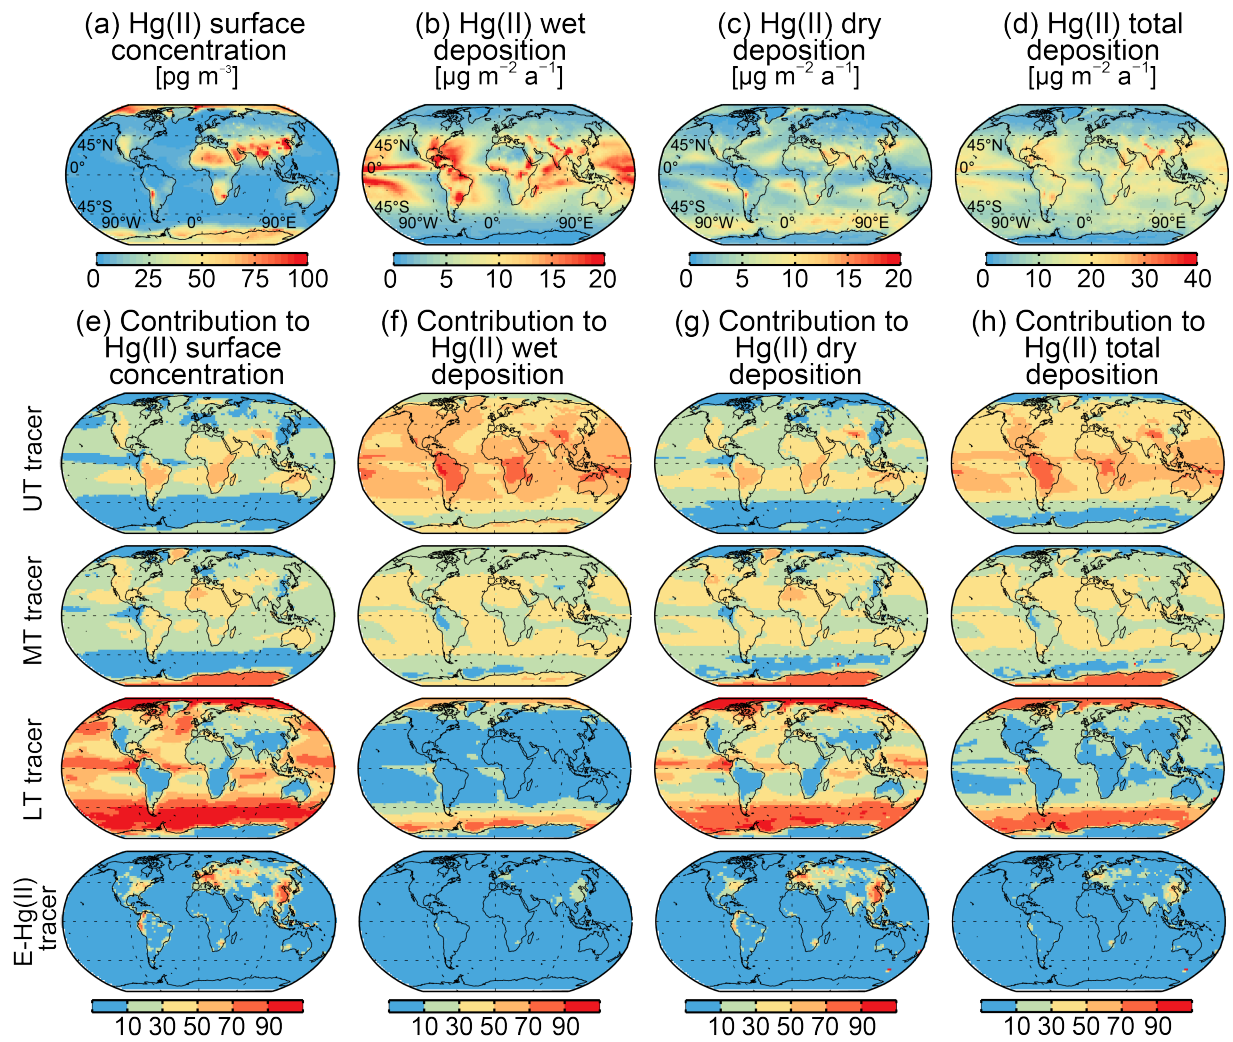 (a) Hg(II) surface
concentration
[pg m⁻³]
(b) Hg(II) wet
deposition
[µg m⁻² a⁻¹]
(c) Hg(II) dry
deposition
[µg m⁻² a⁻¹]
(d) Hg(II) total
deposition
[µg m⁻² a⁻¹]
45°N
0°
45°S
90°W 0° 90°E
45°N
0°
45°S
90°W 0° 90°E
45°N
0°
45°S
90°W 0° 90°E
45°N
0°
45°S
90°W 0° 90°E
0 25 50 75 100
0 5 10 15 20
0 5 10 15 20
0 10 20 30 40
(e) Contribution to
Hg(II) surface
concentration
(f) Contribution to
Hg(II) wet
deposition
(g) Contribution to
Hg(II) dry
deposition
(h) Contribution to
Hg(II) total
deposition
UT tracer
MT tracer
LT tracer
E-Hg(II)
tracer
10 30 50 70 90
10 30 50 70 90
10 30 50 70 90
10 30 50 70 90